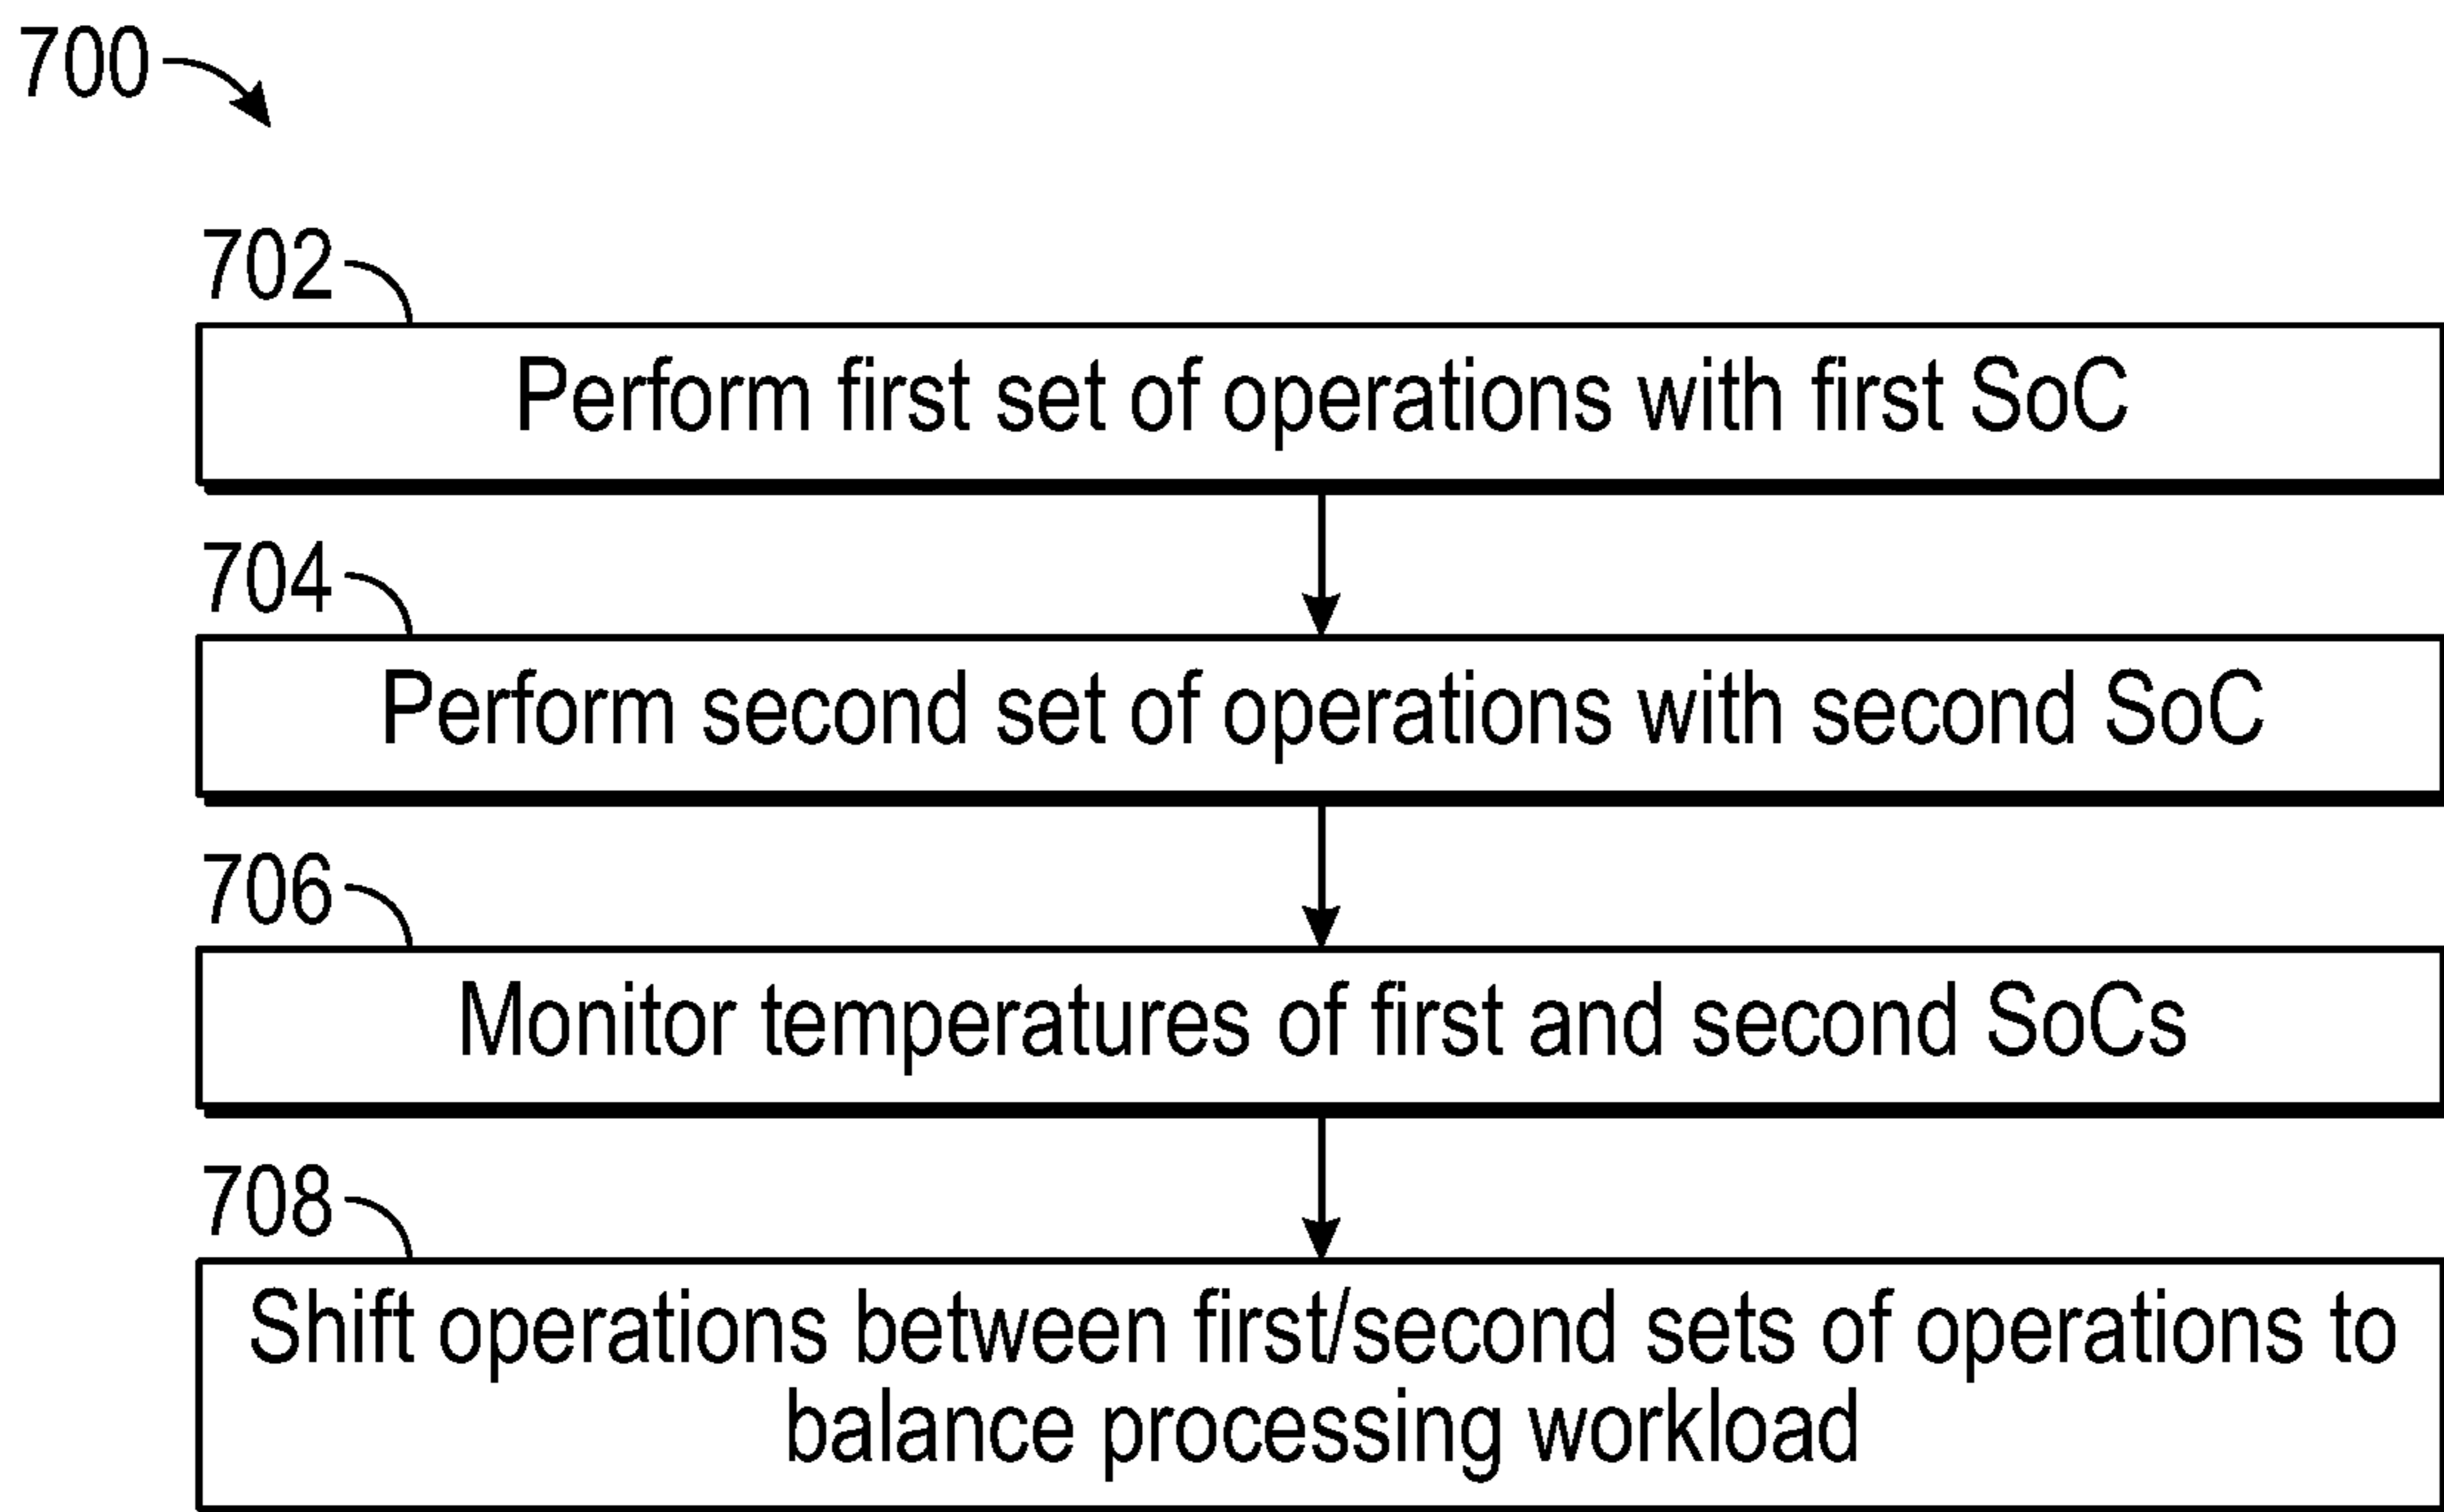 700
702
Perform first set of operations with first SoC
704
Perform second set of operations with second SoC
706
Monitor temperatures of first and second SoCs
708
Shift operations between first/second sets of operations to
balance processing workload